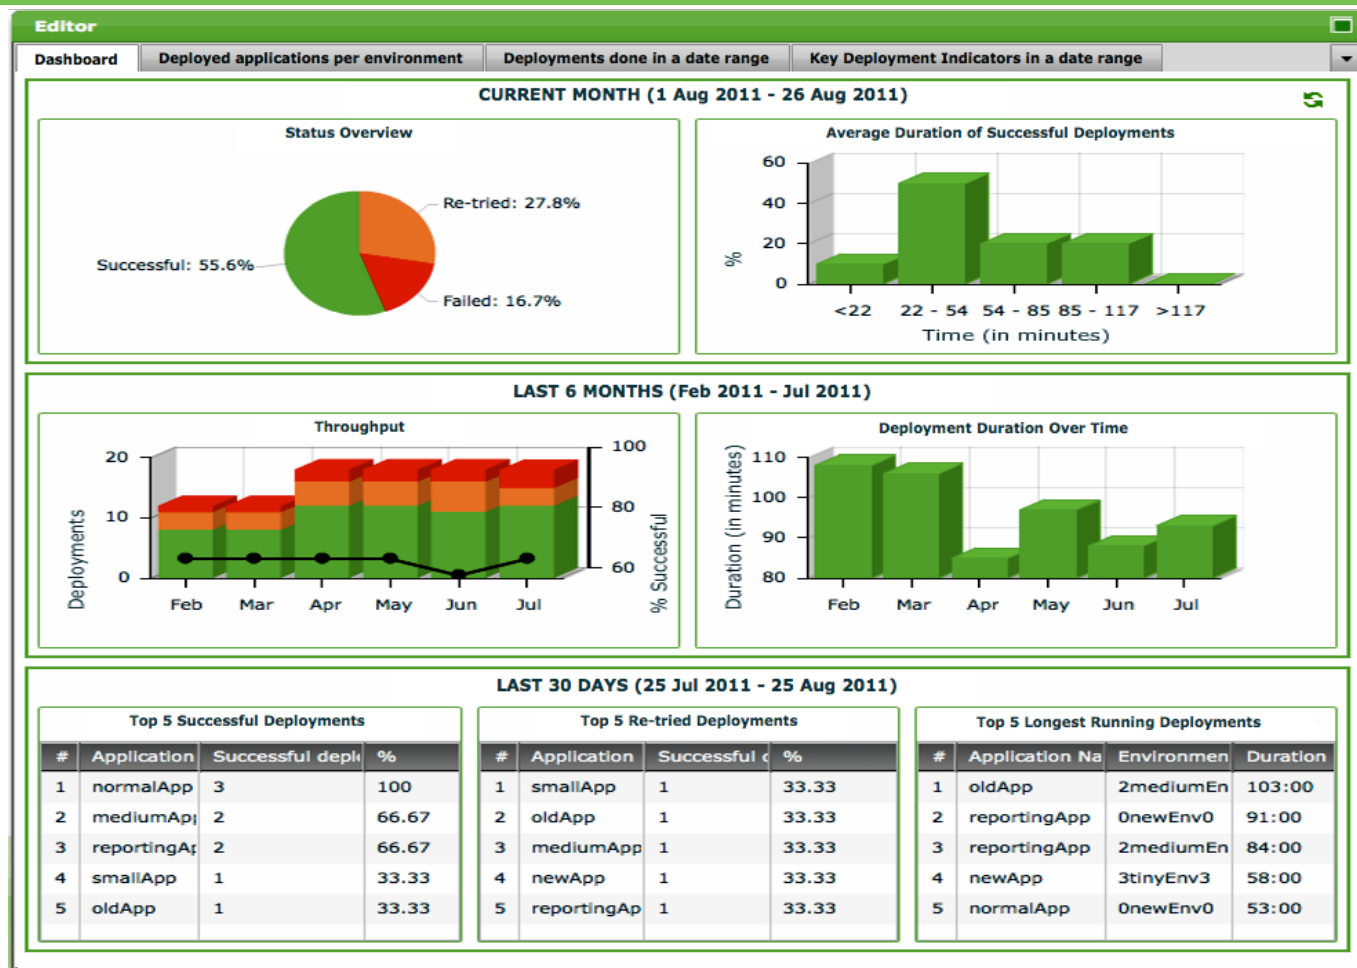 Editor
Dashboard
Deployed applications per environment
Deployments done in a date range
Key Deployment Indicators in a date range
CURRENT MONTH (1 Aug 2011 - 26 Aug 2011)
Status Overview
Re-tried: 27.8%
Successful: 55.6%
Failed: 16.7%
Average Duration of Successful Deployments
60
40
20
0
%
<22 22 - 54 54 - 85 85 - 117 >117
Time (in minutes)
LAST 6 MONTHS (Feb 2011 - Jul 2011)
Throughput
20
10
0
Deployments
100
80
60
% Successful
Feb Mar Apr May Jun Jul
Deployment Duration Over Time
110
100
90
80
Duration (in minutes)
Feb Mar Apr May Jun Jul
LAST 30 DAYS (25 Jul 2011 - 25 Aug 2011)
Top 5 Successful Deployments
# Application Successful depl %
1 normalApp 3 100
2 mediumApp 2 66.67
3 reportingAp 2 66.67
4 smallApp 1 33.33
5 oldApp 1 33.33
Top 5 Re-tried Deployments
# Application Successful d %
1 smallApp 1 33.33
2 oldApp 1 33.33
3 mediumApp 1 33.33
4 newApp 1 33.33
5 reportingAp 1 33.33
Top 5 Longest Running Deployments
# Application Na Environmen Duration
1 oldApp 2mediumEn 103:00
2 reportingApp 0newEnv0 91:00
3 reportingApp 2mediumEn 84:00
4 newApp 3tinyEnv3 58:00
5 normalApp 0newEnv0 53:00